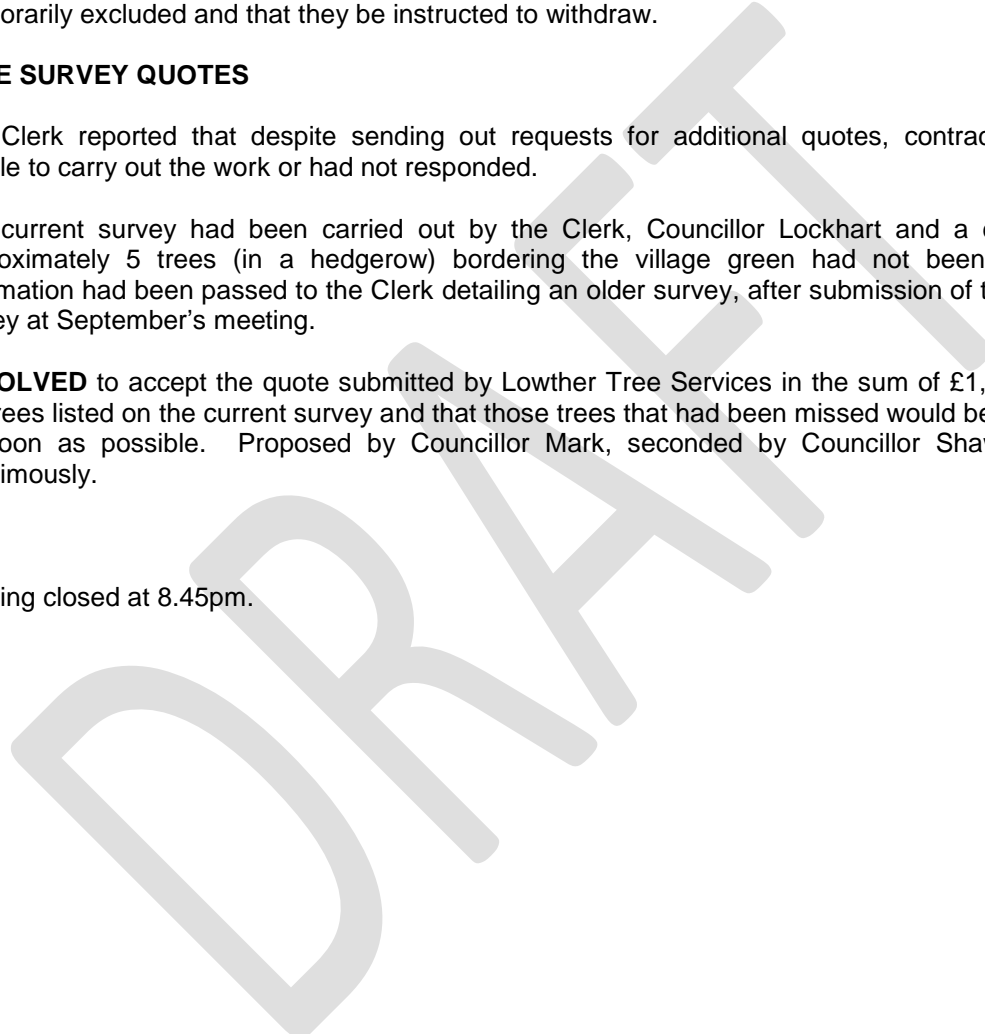 orarily excluded and that they be instructed to withdraw.
E SURVEY QUOTES
Clerk reported that despite sending out requests for additional quotes, contrac
le to carry out the work or had not responded.
current survey had been carried out by the Clerk, Councillor Lockhart and a
oximately 5 trees (in a hedgerow) bordering the village green had not been
mation had been passed to the Clerk detailing an older survey, after submission of t
ey at September’s meeting.
OLVED to accept the quote submitted by Lowther Tree Services in the sum of £1,
rees listed on the current survey and that those trees that had been missed would be
oon as possible. Proposed by Councillor Mark, seconded by Councillor Sha
imously.
ing closed at 8.45pm.
DRAFT